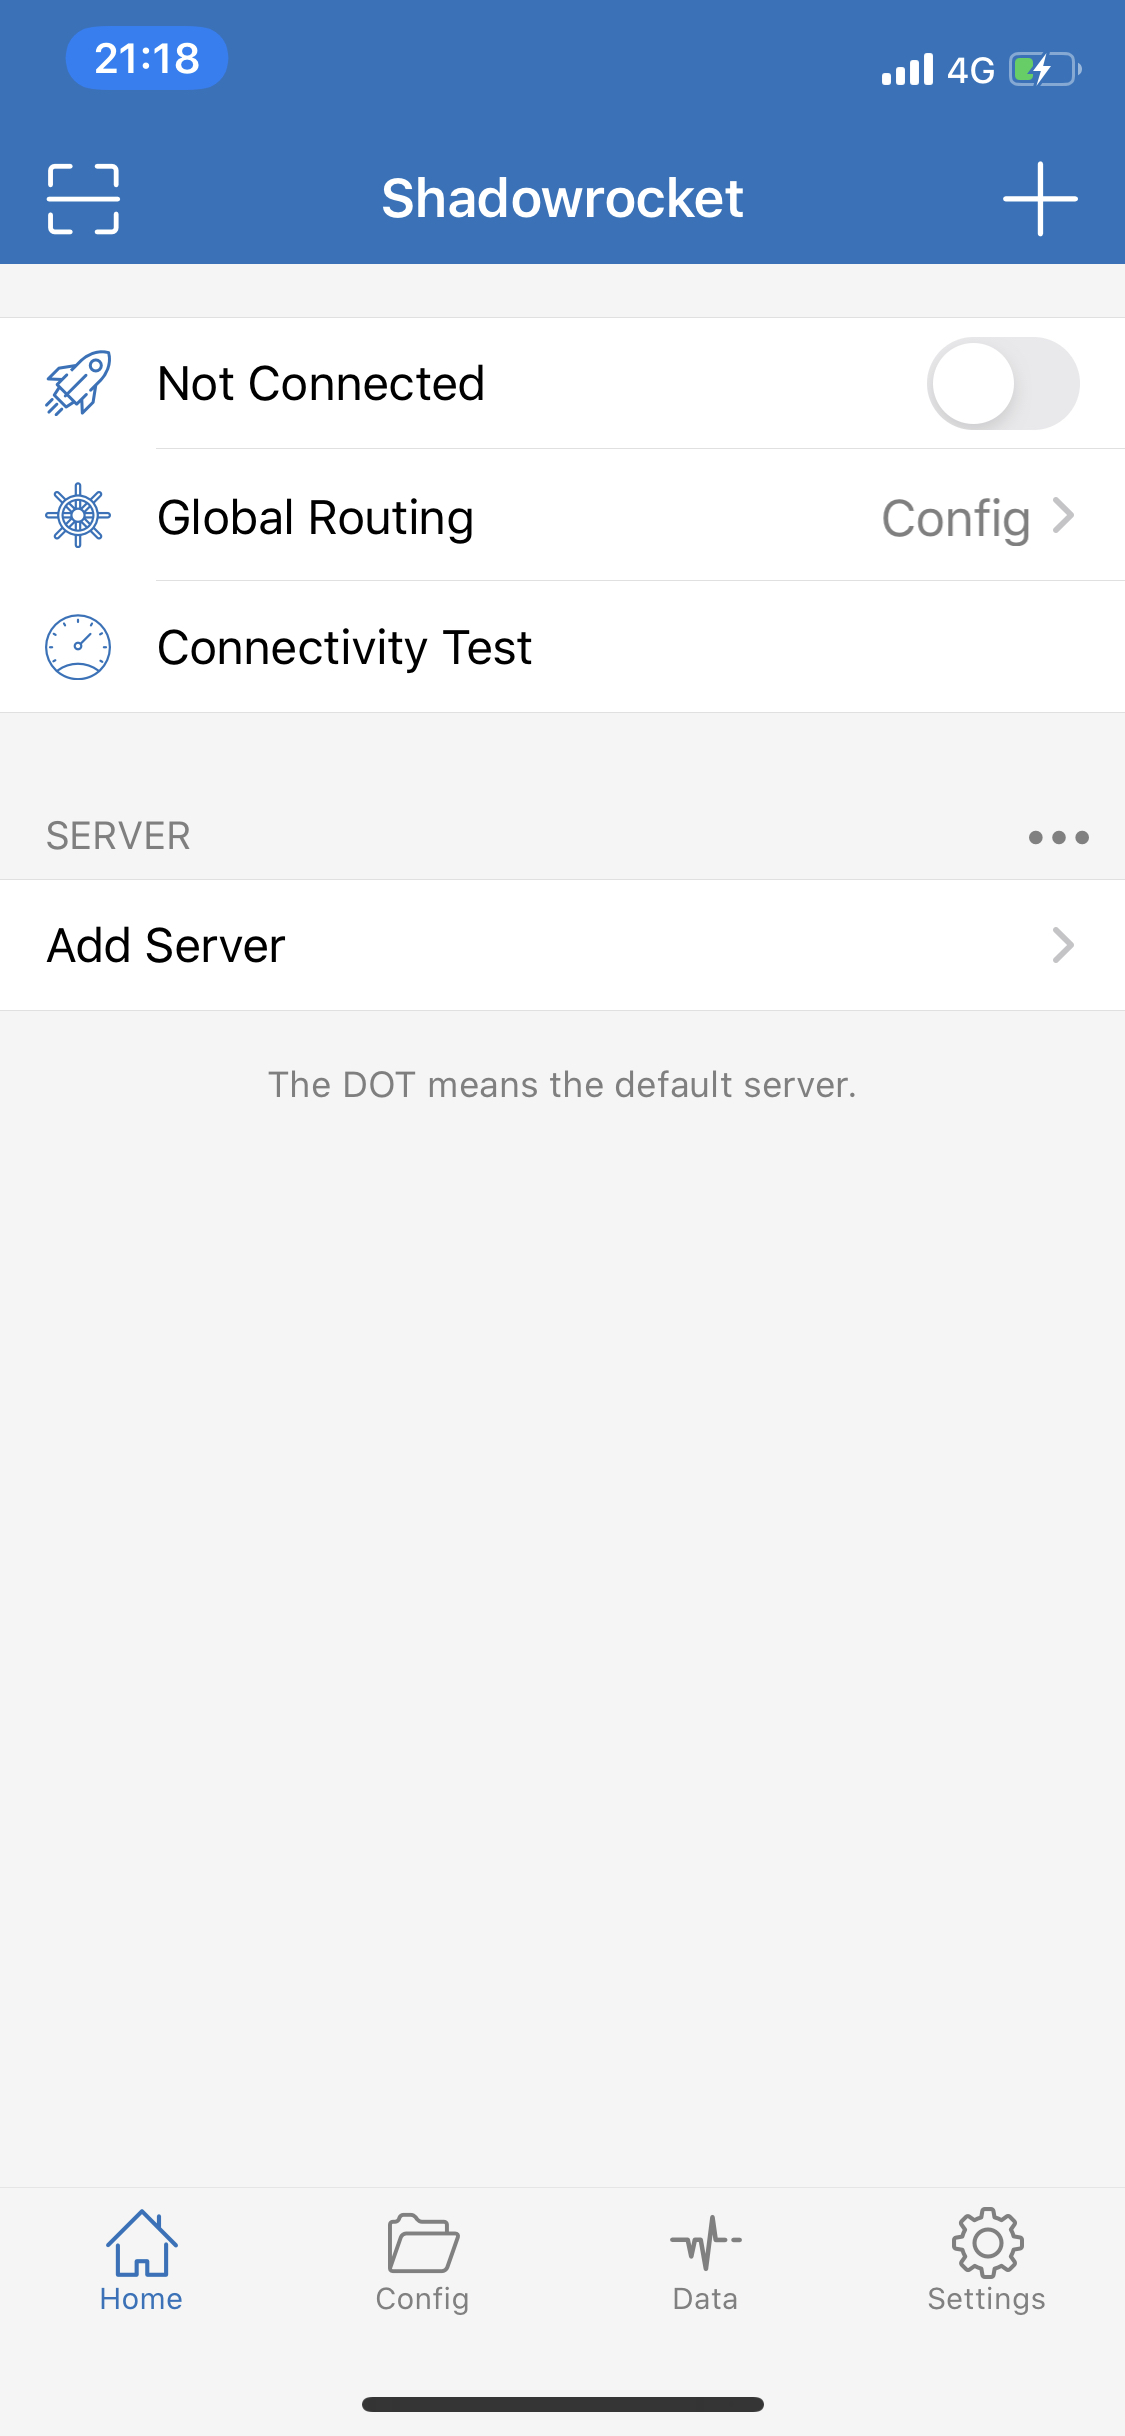 21:18
4G
Shadowrocket
Not Connected
Global Routing Config
Connectivity Test
SERVER
Add Server
The DOT means the default server.
Home Config Data Settings